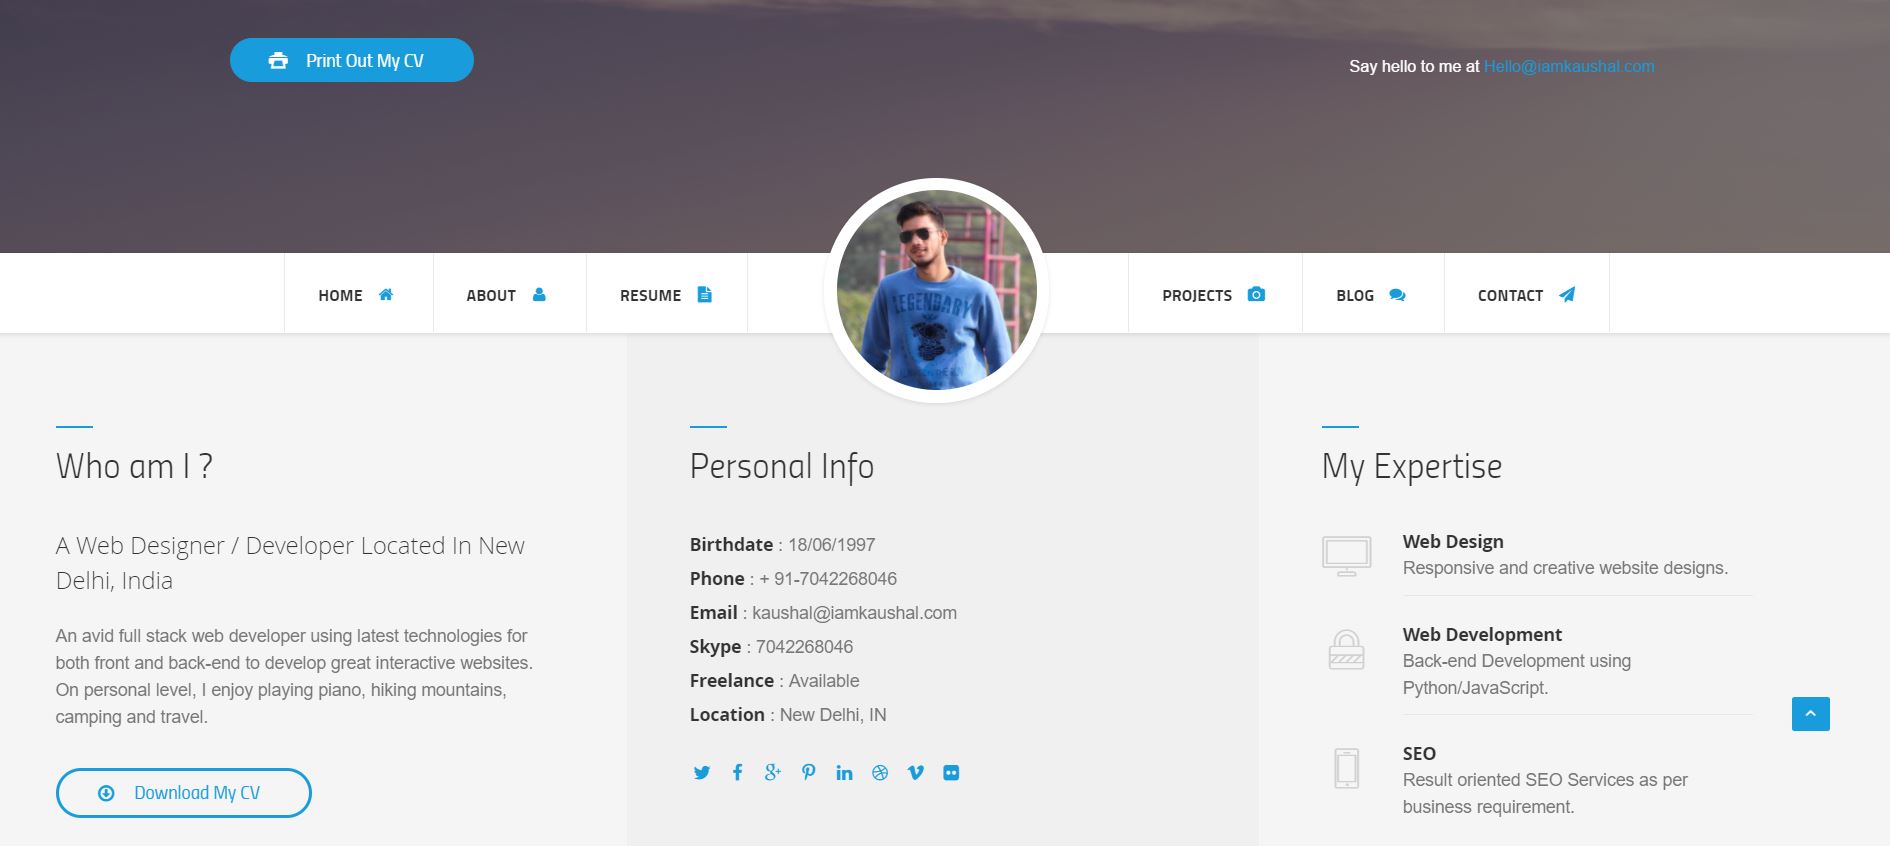 Print Out My CV
Say hello to me at Hello@iamkaushal.com
HOME
ABOUT
RESUME
PROJECTS
BLOG
CONTACT
LEGENDARY
Who am I ?
A Web Designer / Developer Located In New
Delhi, India
An avid full stack web developer using latest technologies for
both front and back-end to develop great interactive websites.
On personal level, I enjoy playing piano, hiking mountains,
camping and travel.
Download My CV
Personal Info
Birthdate : 18/06/1997
Phone : + 91-7042268046
Email : kaushal@iamkaushal.com
Skype : 7042268046
Freelance : Available
Location : New Delhi, IN
My Expertise
Web Design
Responsive and creative website designs.
Web Development
Back-end Development using
Python/JavaScript.
SEO
Result oriented SEO Services as per
business requirement.